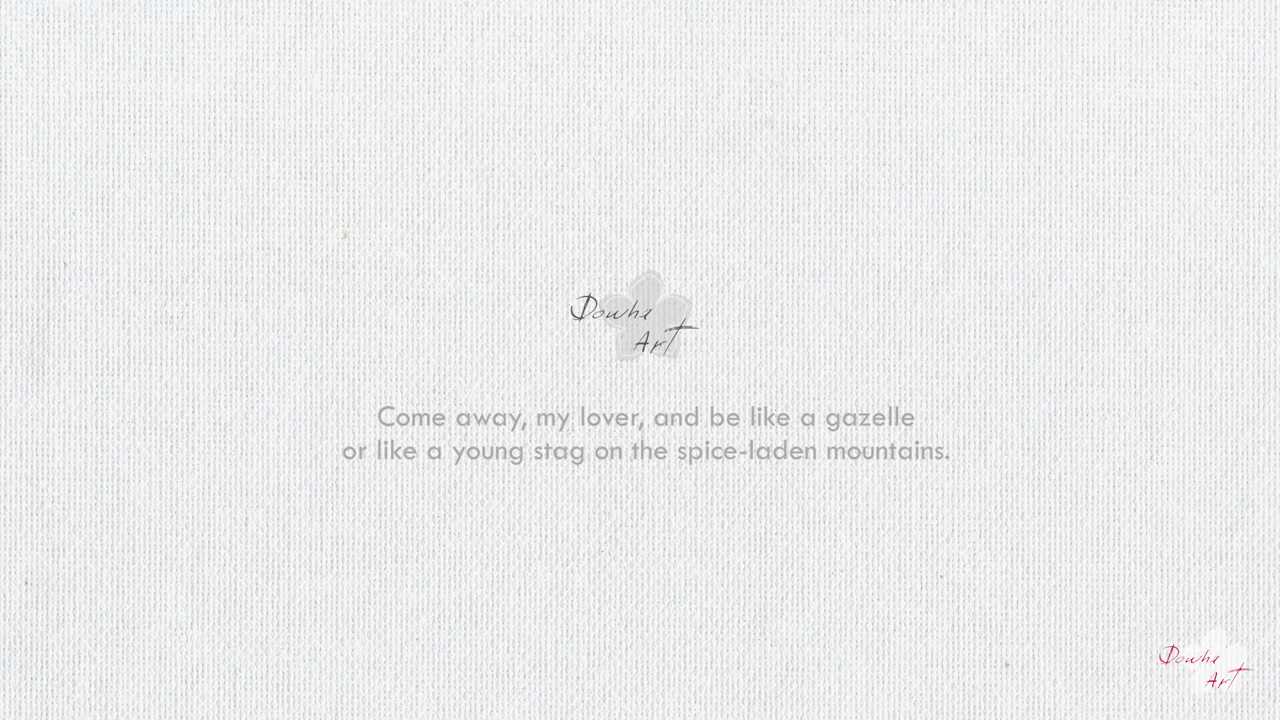 Dowha
Art
Come away, my lover, and be like a gazelle
or like a young stag on the spice-laden mountains.
Dowha
Art